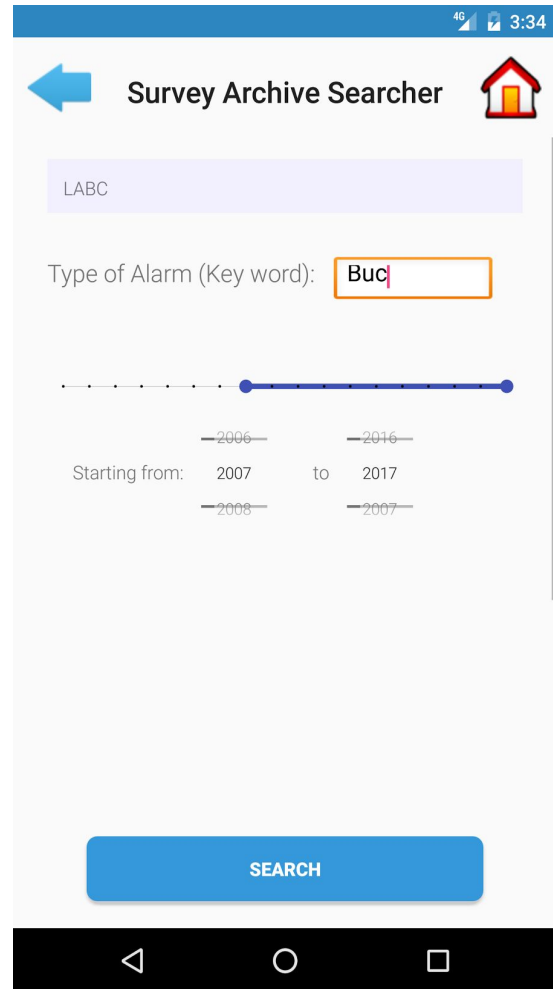 4G 3:34
Survey Archive Searcher
LABC
Type of Alarm (Key word): Buc
2006 2016
Starting from: 2007 to 2017
2008 2007
SEARCH